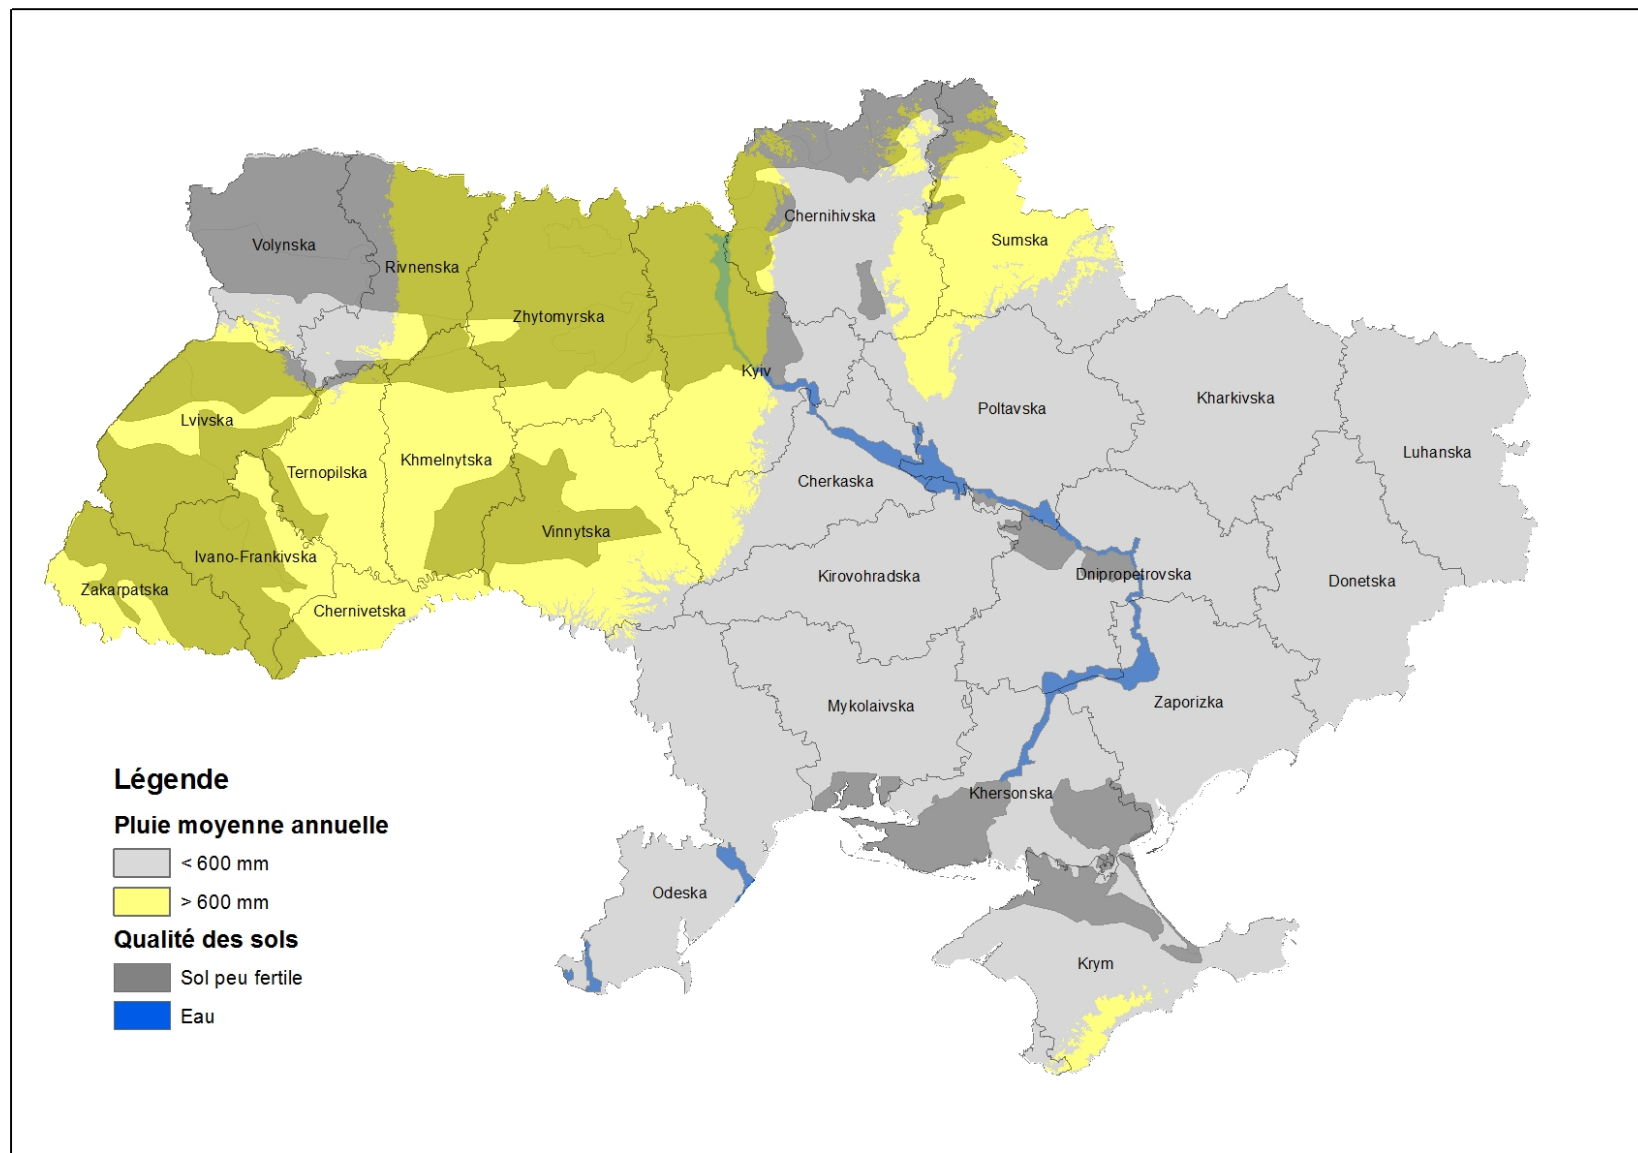 Chernihivska
Sumska
Volynska
Rivnenska
Zhytomyrska
Kyiv
Kharkivska
Poltavska
Lvivska
Luhanska
Khmelnytska
Ternopilska
Cherkaska
Vinnytska
Ivano-Frankivska
Kirovohradska
Dnipropetrovska
Donetska
Zakarpatska
Chernivetska
Mykolaivska
Zaporizka
Khersonska
Odeska
Krym
Légende
Pluie moyenne annuelle
< 600 mm
> 600 mm
Qualité des sols
Sol peu fertile
Eau